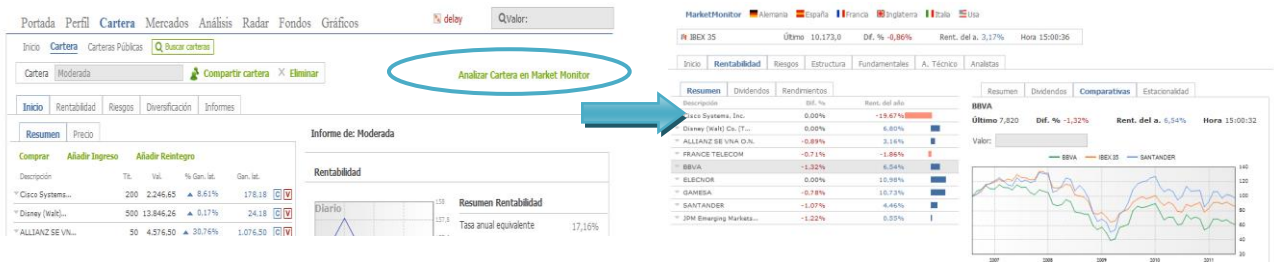 Portada Perfil Cartera Mercados Análisis Radar Fondos Gráficos
delay
Valor:
Inicio Cartera Carteras Públicas Buscar carteras
Cartera Moderada Compartir cartera X Eliminar
Analizar Cartera en Market Monitor
Inicio Rentabilidad Riesgos Diversificación Informes
Resumen Precio
Comprar Añadir Ingreso Añadir Reintegro
Descripción Tit. Val. % Gan. lat. Gan. lat.
Cisco Systems... 200 2.246,65 8.61% 178,18 C V
Disney (Walt)... 500 13.846,26 0.17% 24,18 C V
ALLIANZ SE VN... 50 4.576,50 30,76% 1.076,50 C V
Informe de: Moderada
Rentabilidad
Diario
158
157,5
Resumen Rentabilidad
Tasa anual equivalente 17,16%
MarketMonitor Alemania España Francia Inglaterra Italia Usa
IBEX 35 Último 10.173,0 Dif. % -0,86% Rent. del a. 3,17% Hora 15:00:36
Inicio Rentabilidad Riesgos Estructura Fundamentales A. Técnico Analistas
Resumen Dividendos Rendimientos
Descripción Dif. % Rent. del año
Cisco Systems, Inc. 0.00% -19.67%
Disney (Walt) Co. (T... 0.00% 6.80%
ALLIANZ SE VNA O.N. -0.89% 3.16%
FRANCE TELECOM -0.71% -1.86%
BBVA -1.32% 6.54%
ELECNOR 0.00% 10.98%
GAMESA -0.78% 10.73%
SANTANDER -1.07% 4.46%
JPM Emerging Markets... -1.22%
Resumen Dividendos Comparativas Estacionalidad
BBVA
Último 7,820 Dif. % -1,32% Rent. del a. 6,54% Hora 15:00:32
Valor:
BBVA IBEX 35 SANTANDER
140
100
80
60
40
20
2007 2008 2009 2010 2011